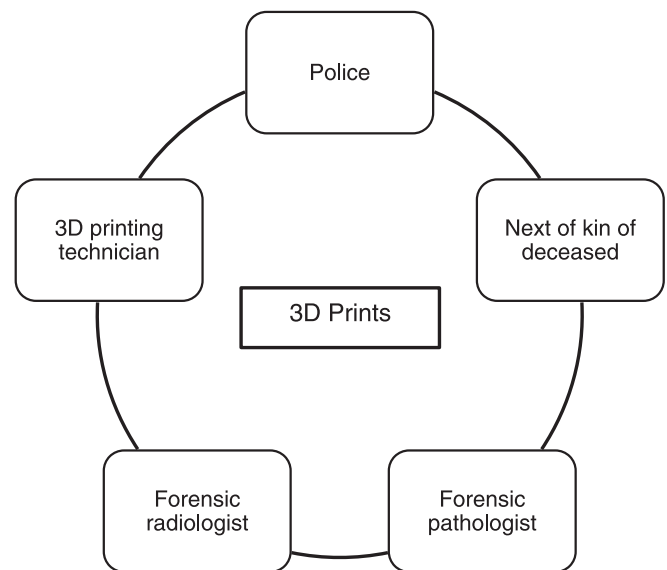 Police
3D printing
technician
Next of kin of
deceased
3D Prints
Forensic
radiologist
Forensic
pathologist